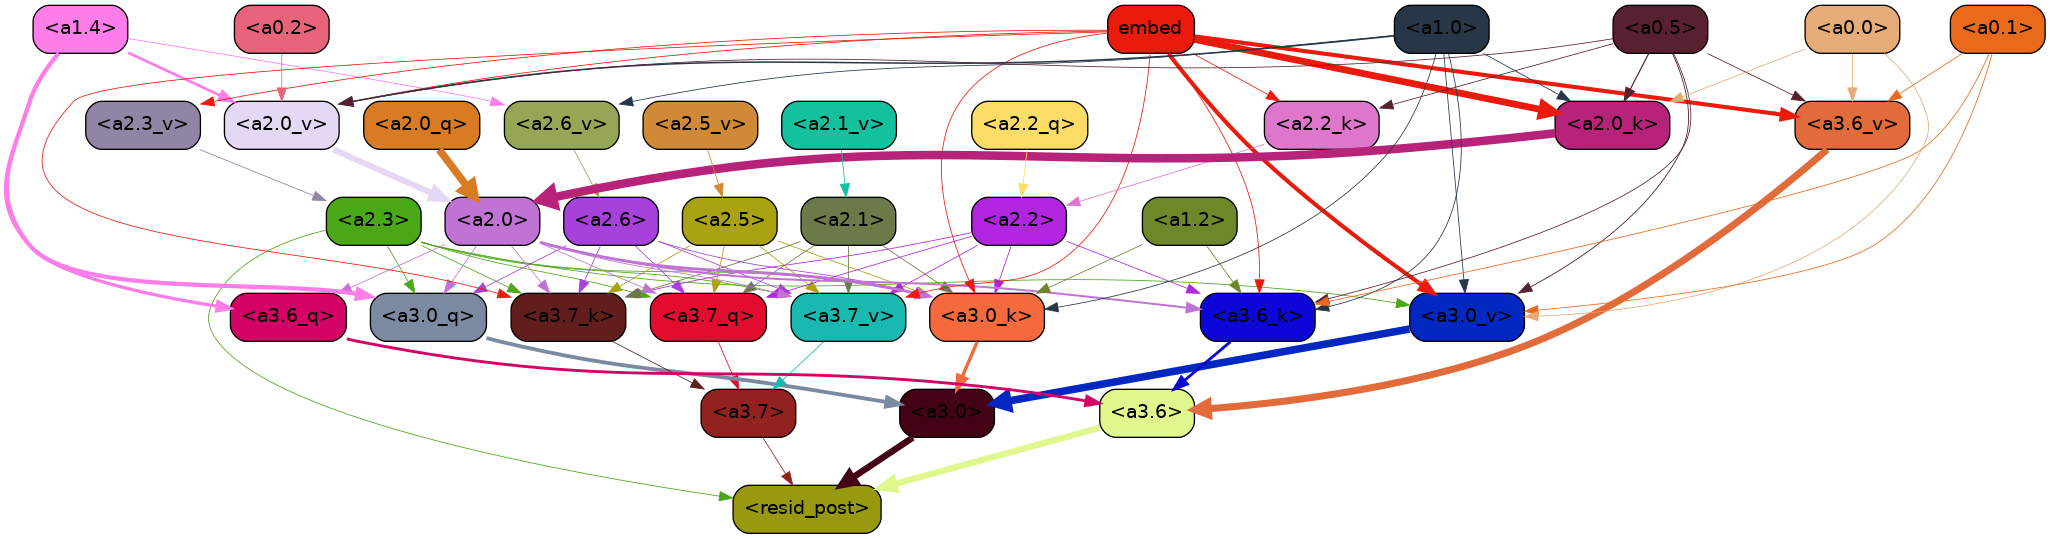 <a1.4> <a0.2> embed <a1.0> <a0.5> <a0.0> <a0.1>
<a2.3_v> <a2.0_v> <a2.0_q> <a2.6_v> <a2.5_v> <a2.1_v> <a2.2_q> <a2.2_k> <a2.0_k> <a3.6_v>
<a2.3> <a2.0> <a2.6> <a2.5> <a2.1> <a2.2> <a1.2>
<a3.6_q> <a3.0_q> <a3.7_k> <a3.7_q> <a3.7_v> <a3.0_k> <a3.6_k> <a3.0_v>
<a3.7> <a3.0> <a3.6>
<resid_post>